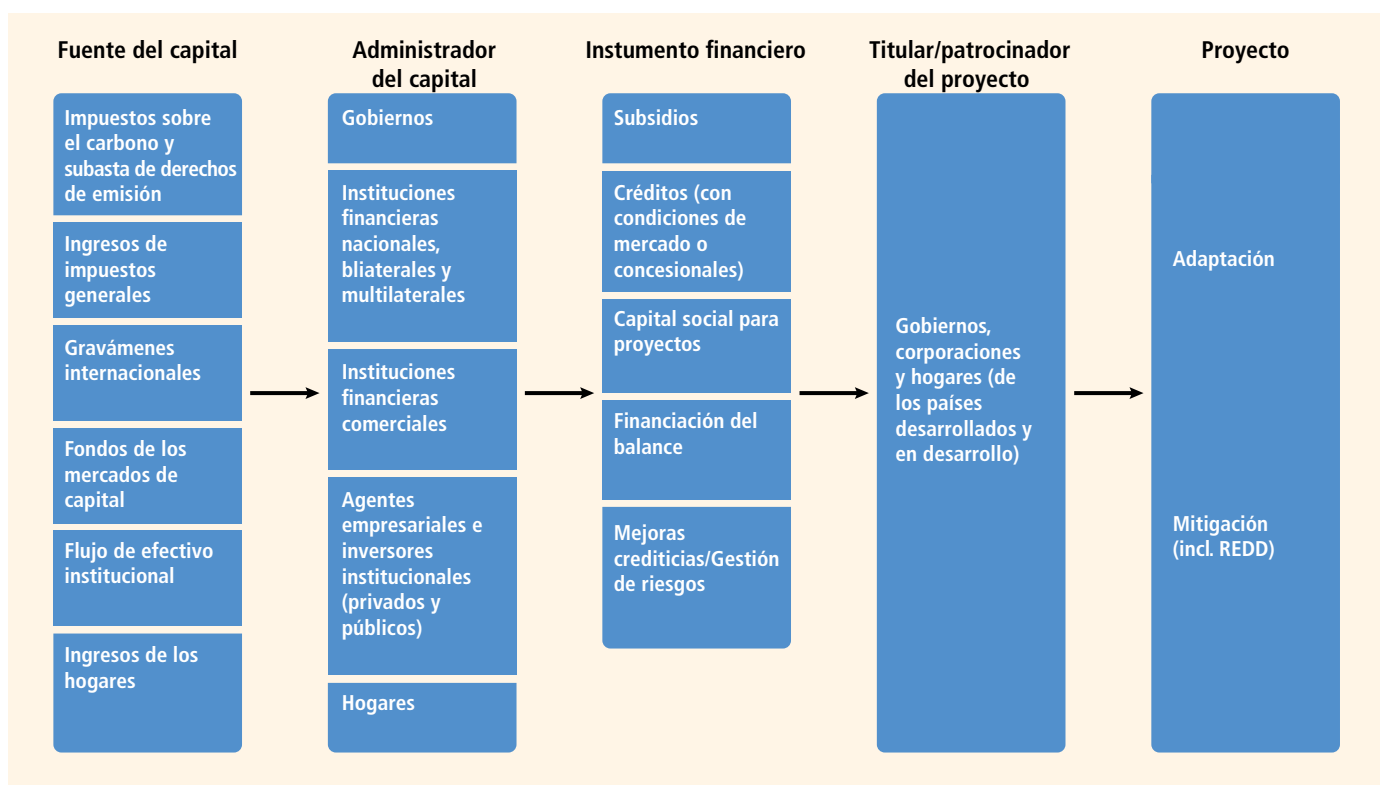 Fuente del capital
Impuestos sobre
el carbono y
subasta de derechos
de emisión
Ingresos de
impuestos
generales
Gravámenes
internacionales
Fondos de los
mercados de
capital
Flujo de efectivo
institucional
Ingresos de los
hogares
Administrador
del capital
Gobiernos
Instituciones
financieras
nacionales,
bliaterales y
multilaterales
Instituciones
financieras
comerciales
Agentes
empresariales e
inversores
institucionales
(privados y
públicos)
Hogares
Instumento financiero
Subsidios
Créditos (con
condiciones de
mercado o
concesionales)
Capital social para
proyectos
Financiación del
balance
Mejoras
crediticias/Gestión
de riesgos
Titular/patrocinador
del proyecto
Gobiernos,
corporaciones
y hogares (de
los países
desarrollados y
en desarrollo)
Proyecto
Adaptación
Mitigación
(incl. REDD)